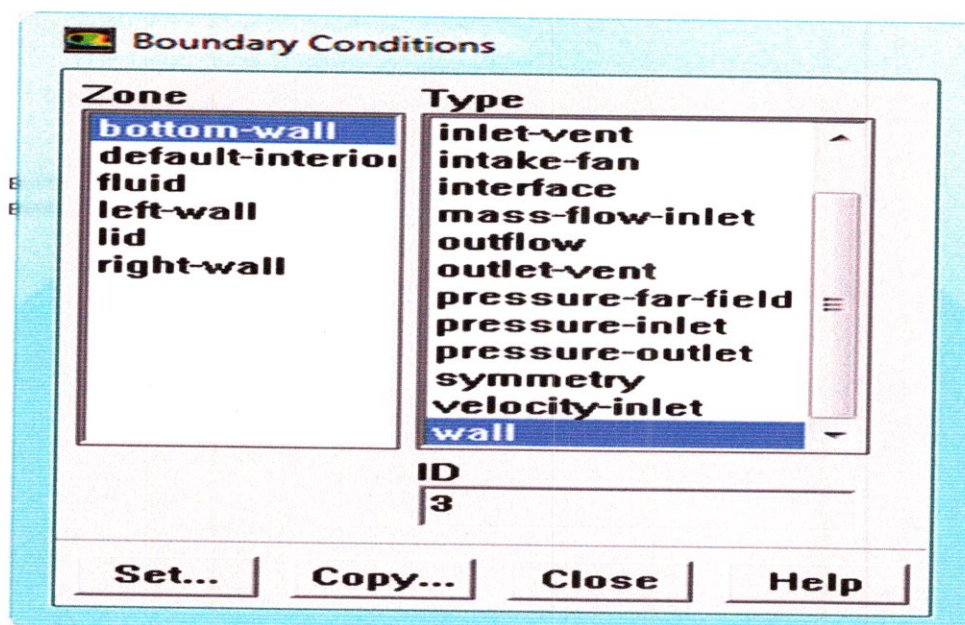 Boundary Conditions
Zone
bottom-wall
default-interior
fluid
left-wall
lid
right-wall
Type
inlet-vent
intake-fan
interface
mass-flow-inlet
outflow
outlet-vent
pressure-far-field
pressure-inlet
pressure-outlet
symmetry
velocity-inlet
wall
ID
3
Set...
Copy...
Close
Help